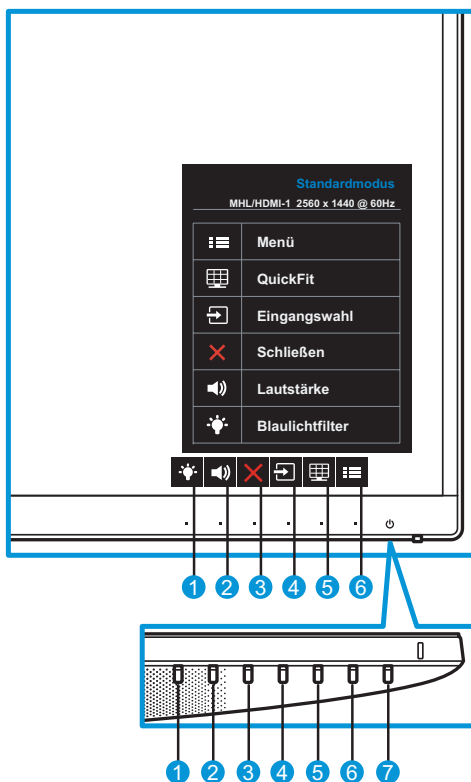 Standardmodus
MHL/HDMI-1 2560 x 1440 @ 60Hz
Menü
QuickFit
Eingangswahl
Schließen
Lautstärke
Blaulichtfilter
1 2 3 4 5 6
1 2 3 4 5 6 7